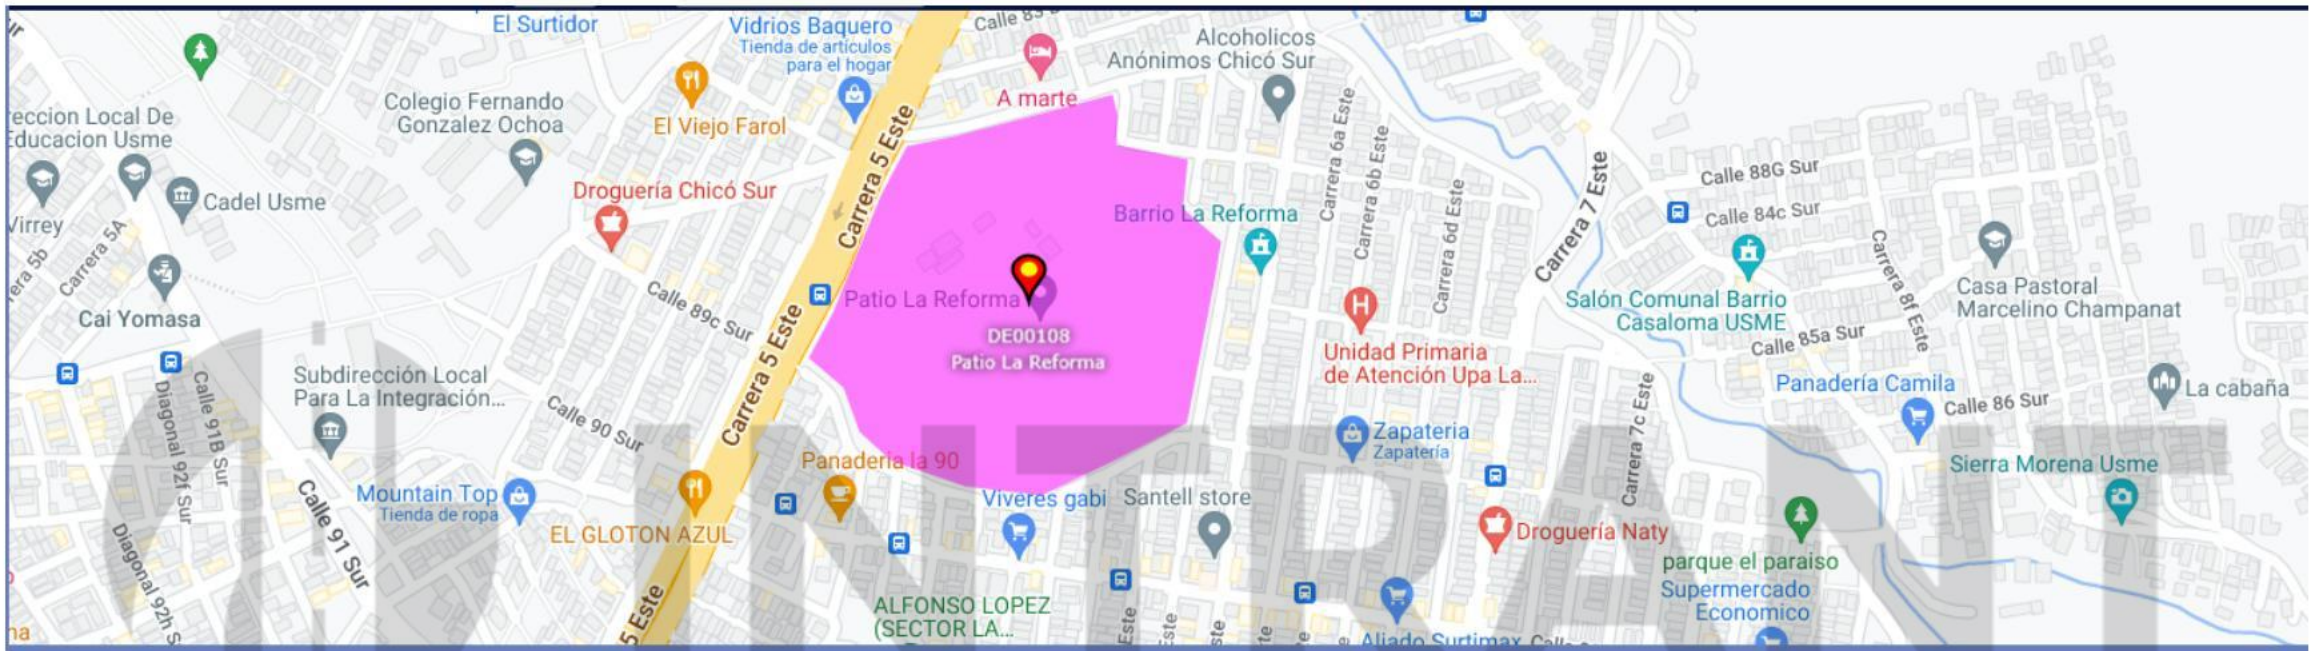 El Surtidor
Vidrios Baquero
Tienda de artículos
para el hogar
A marte
Alcoholicos
Anónimos Chicó Sur
Colegio Fernando
Gonzalez Ochoa
El Viejo Farol
Local De
Educacion Usme
Cadel Usme
Virrey
Carrera 5A
Cai Yomasa
Droguería Chicó Sur
Carrera 5 Este
Barrio La Reforma
Carrera 6a Este
Carrera 6b Este
Carrera 6d Este
Carrera 7 Este
Calle 88G Sur
Calle 84c Sur
Carrera 8f Este
Casa Pastoral
Marcelino Champanat
Salón Comunal Barrio
Casaloma USME
Calle 85a Sur
Calle 89c Sur
Carrera 5 Este
Patio La Reforma
DE00108
Patio La Reforma
Unidad Primaria
de Atención Upa La...
Subdirección Local
Para La Integración...
Calle 91B Sur
Diagonal 92f Sur
Calle 90 Sur
Panadería Camila
Calle 86 Sur
La cabaña
Carrera 7c Este
Zapateria
Zapatería
Panaderia la 90
Sierra Morena Usme
Mountain Top
Tienda de ropa
Calle 91 Sur
Viveres gabi
Santell store
EL GLOTON AZUL
Droguería Naty
parque el paraiso
Diagonal 92h S
Supermercado
Economico
ALFONSO LOPEZ
(SECTOR LA...
5 Este
Este
Aliado Surtimax
INTRANT